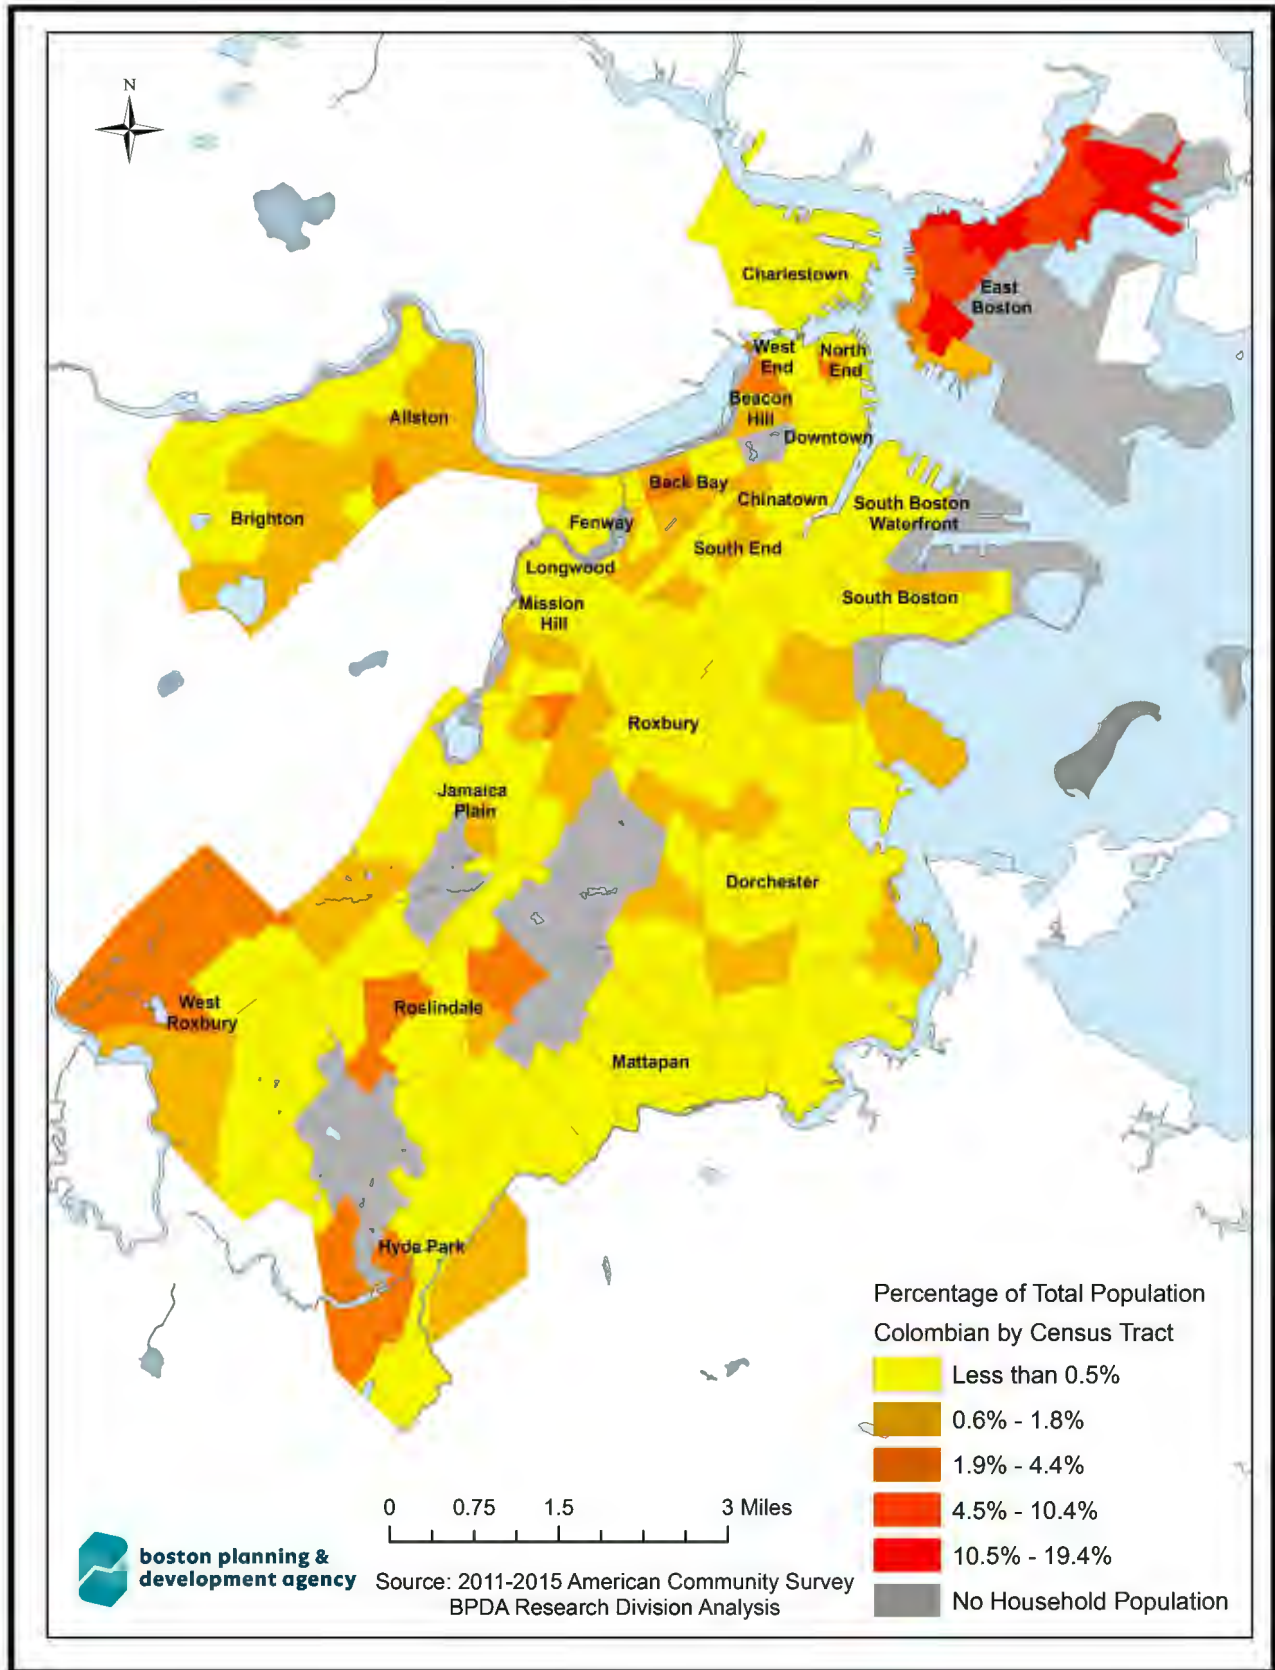 N
Charlestown
East
Boston
West
End
North
End
Beacon
Hill
Downtown
Allston
Back Bay
Chinatown
South Boston
Waterfront
Brighton
Fenway
South End
Longwood
South Boston
Mission
Hill
Roxbury
Jamaica
Plain
Dorchester
West
Roxbury
Roslindale
Mattapan
Hyde Park
Percentage of Total Population
Colombian by Census Tract
Less than 0.5%
0.6% - 1.8%
1.9% - 4.4%
4.5% - 10.4%
10.5% - 19.4%
No Household Population
0 0.75 1.5 3 Miles
boston planning &
development agency
Source: 2011-2015 American Community Survey
BPDA Research Division Analysis